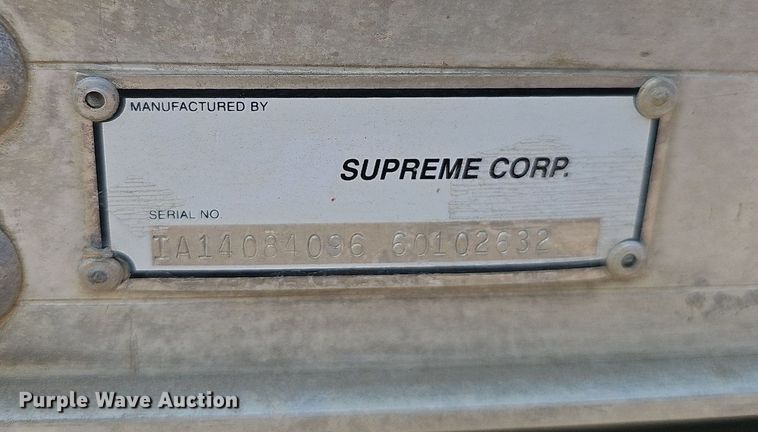 MANUFACTURED BY
SUPREME CORP.
SERIAL NO.
IA14084096 60102632
Purple Wave Auction